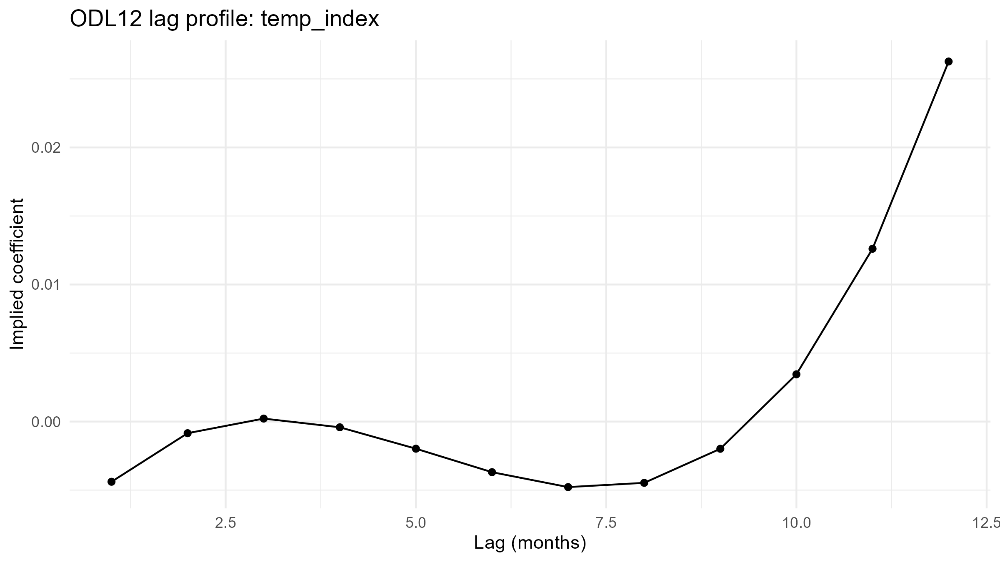 ODL12 lag profile: temp_index
Implied coefficient
0.02
0.01
0.00
2.5 5.0 7.5 10.0 12.5
Lag (months)